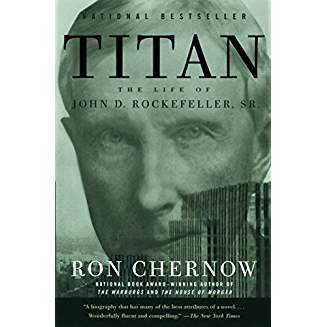 NATIONAL BESTSELLER
TITAN
THE LIFE OF
JOHN D. ROCKEFELLER, SR.
RON CHERNOW
NATIONAL BOOK AWARD–WINNING AUTHOR OF
THE WARBURGS AND THE HOUSE OF MORGAN
"A biography that has many of the best attributes of a novel. . . .
Wonderfully fluent and compelling." —The New York Times